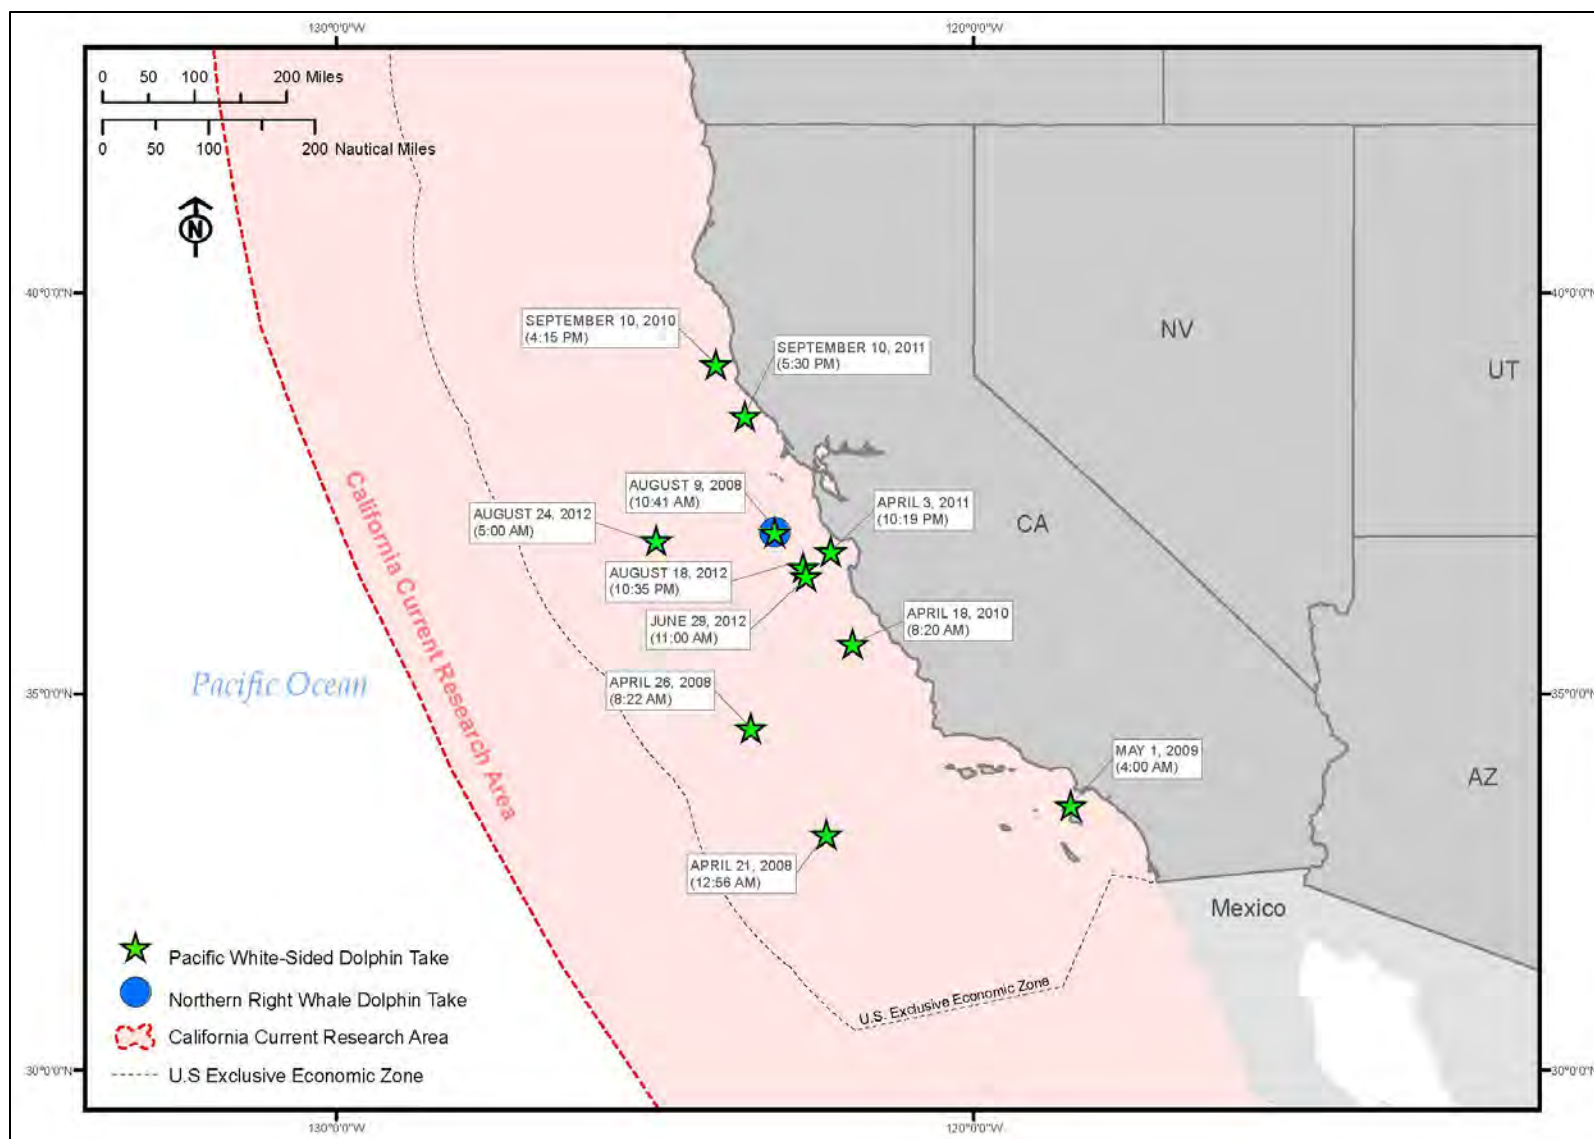 130°0'0"W
120°0'0"W
0 50 100 200 Miles
0 50 100 200 Nautical Miles
N
40°0'0"N
40°0'0"N
SEPTEMBER 10, 2010
(4:15 PM)
SEPTEMBER 10, 2011
(5:30 PM)
NV
UT
AUGUST 9, 2008
(10:41 AM)
APRIL 3, 2011
(10:19 PM)
AUGUST 24, 2012
(5:00 AM)
CA
AUGUST 18, 2012
(10:35 PM)
JUNE 29, 2012
(11:00 AM)
APRIL 18, 2010
(8:20 AM)
California Current Research Area
Pacific Ocean
35°0'0"N
35°0'0"N
APRIL 26, 2008
(8:22 AM)
MAY 1, 2009
(4:00 AM)
AZ
APRIL 21, 2008
(12:56 AM)
Mexico
U.S. Exclusive Economic Zone
Pacific White-Sided Dolphin Take
Northern Right Whale Dolphin Take
California Current Research Area
U.S Exclusive Economic Zone
30°0'0"N
30°0'0"N
130°0'0"W
120°0'0"W